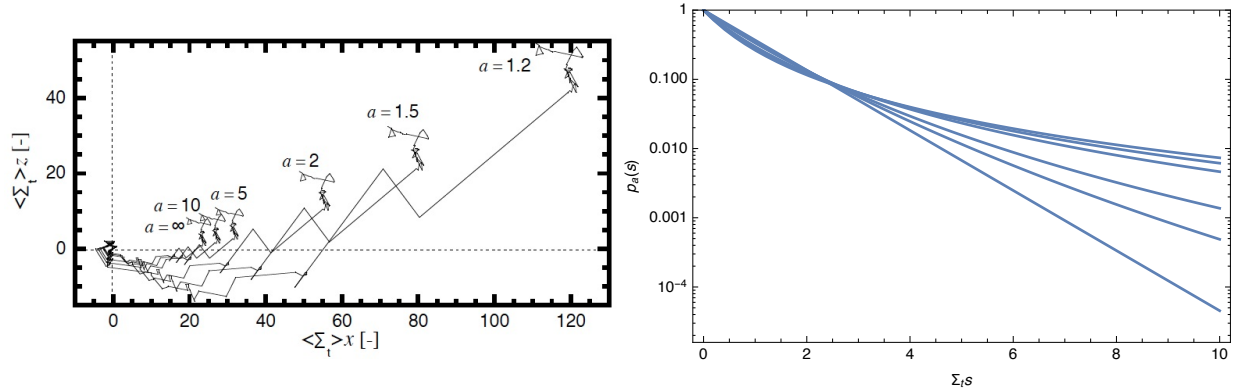 a = 1.2
a = 1.5
a = 2
a = 10
a = 5
a = ∞
40
20
0
0
20
40
60
80
100
120
<Σt>z [-]
<Σt>x [-]
1
0.100
0.010
0.001
10⁻⁴
pa(s)
0
2
4
6
8
10
Σt s